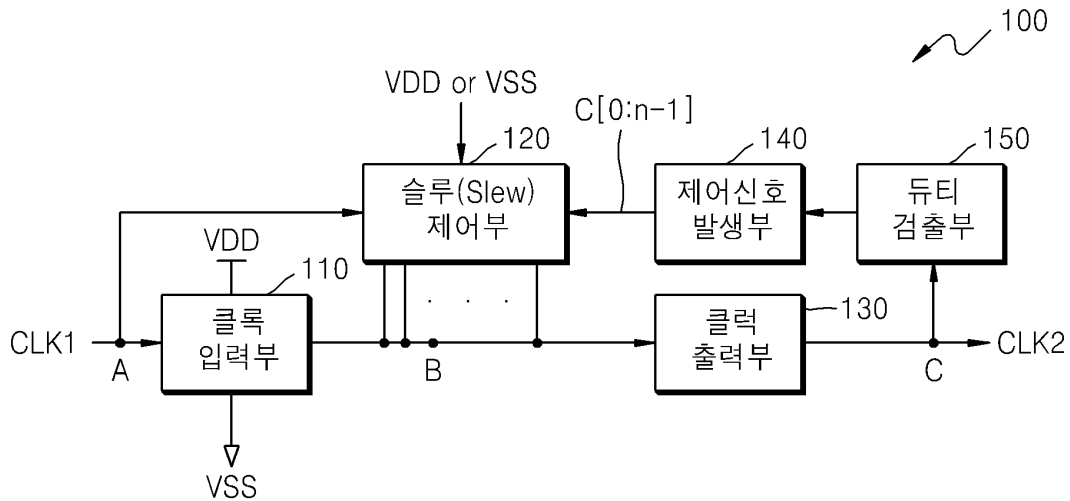 100
VDD or VSS
C[0:n-1]
120
140
150
슬루(Slew)
제어부
제어신호
발생부
듀티
검출부
VDD
110
130
CLK1
클록
입력부
클럭
출력부
CLK2
A
B
C
VSS